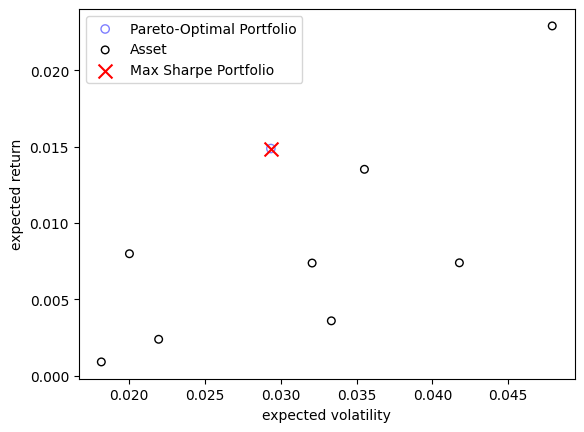 Pareto-Optimal Portfolio
Asset
Max Sharpe Portfolio
expected return
0.020
0.015
0.010
0.005
0.000
0.020 0.025 0.030 0.035 0.040 0.045
expected volatility